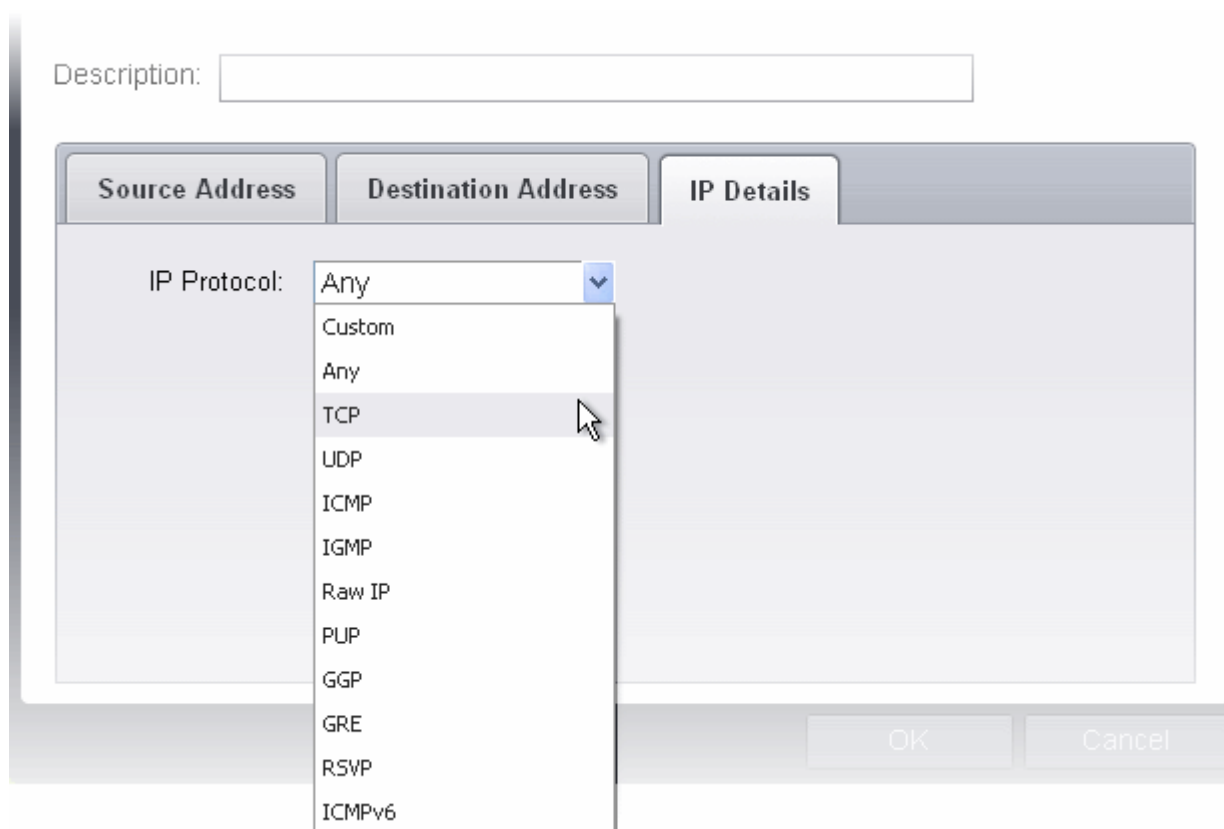 Description:
Source Address
Destination Address
IP Details
IP Protocol:
Any
Custom
Any
TCP
UDP
ICMP
IGMP
Raw IP
PUP
GGP
GRE
RSVP
ICMPv6
OK
Cancel